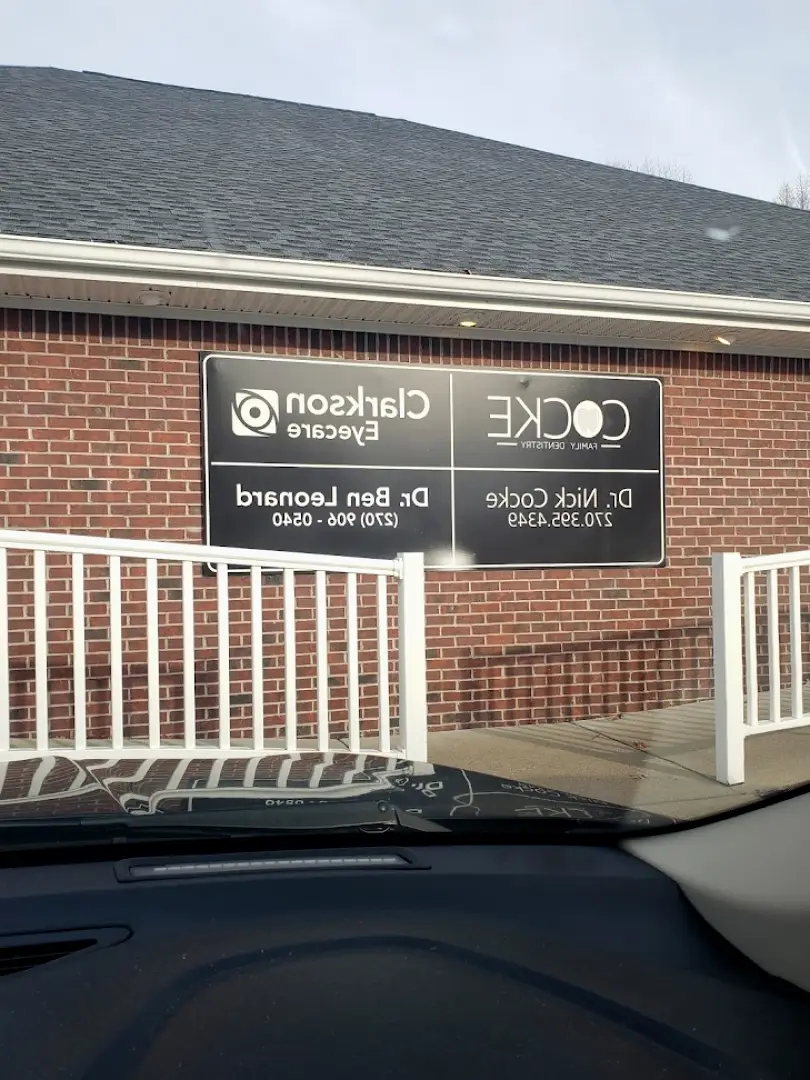 COCKE
FAMILY DENTISTRY
Dr. Nick Cocke
270.395.4349
Clarkson
Eyecare
Dr. Ben Leonard
(270) 906 - 0540